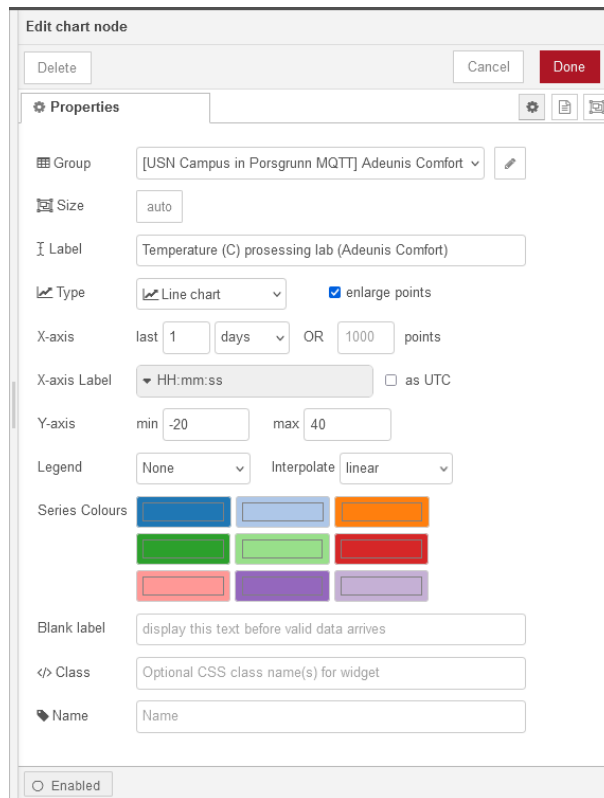 Edit chart node
Delete Cancel Done
Properties
Group [USN Campus in Porsgrunn MQTT] Adeunis Comfort
Size auto
Label Temperature (C) prosessing lab (Adeunis Comfort)
Type Line chart enlarge points
X-axis last 1 days OR 1000 points
X-axis Label HH:mm:ss as UTC
Y-axis min -20 max 40
Legend None Interpolate linear
Series Colours
Blank label display this text before valid data arrives
</> Class Optional CSS class name(s) for widget
Name Name
Enabled